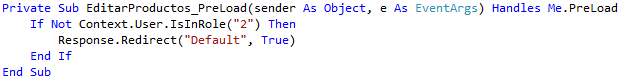 Private Sub EditarProductos_PreLoad(sender As Object, e As EventArgs) Handles Me.PreLoad
    If Not Context.User.IsInRole("2") Then
        Response.Redirect("Default", True)
    End If
End Sub